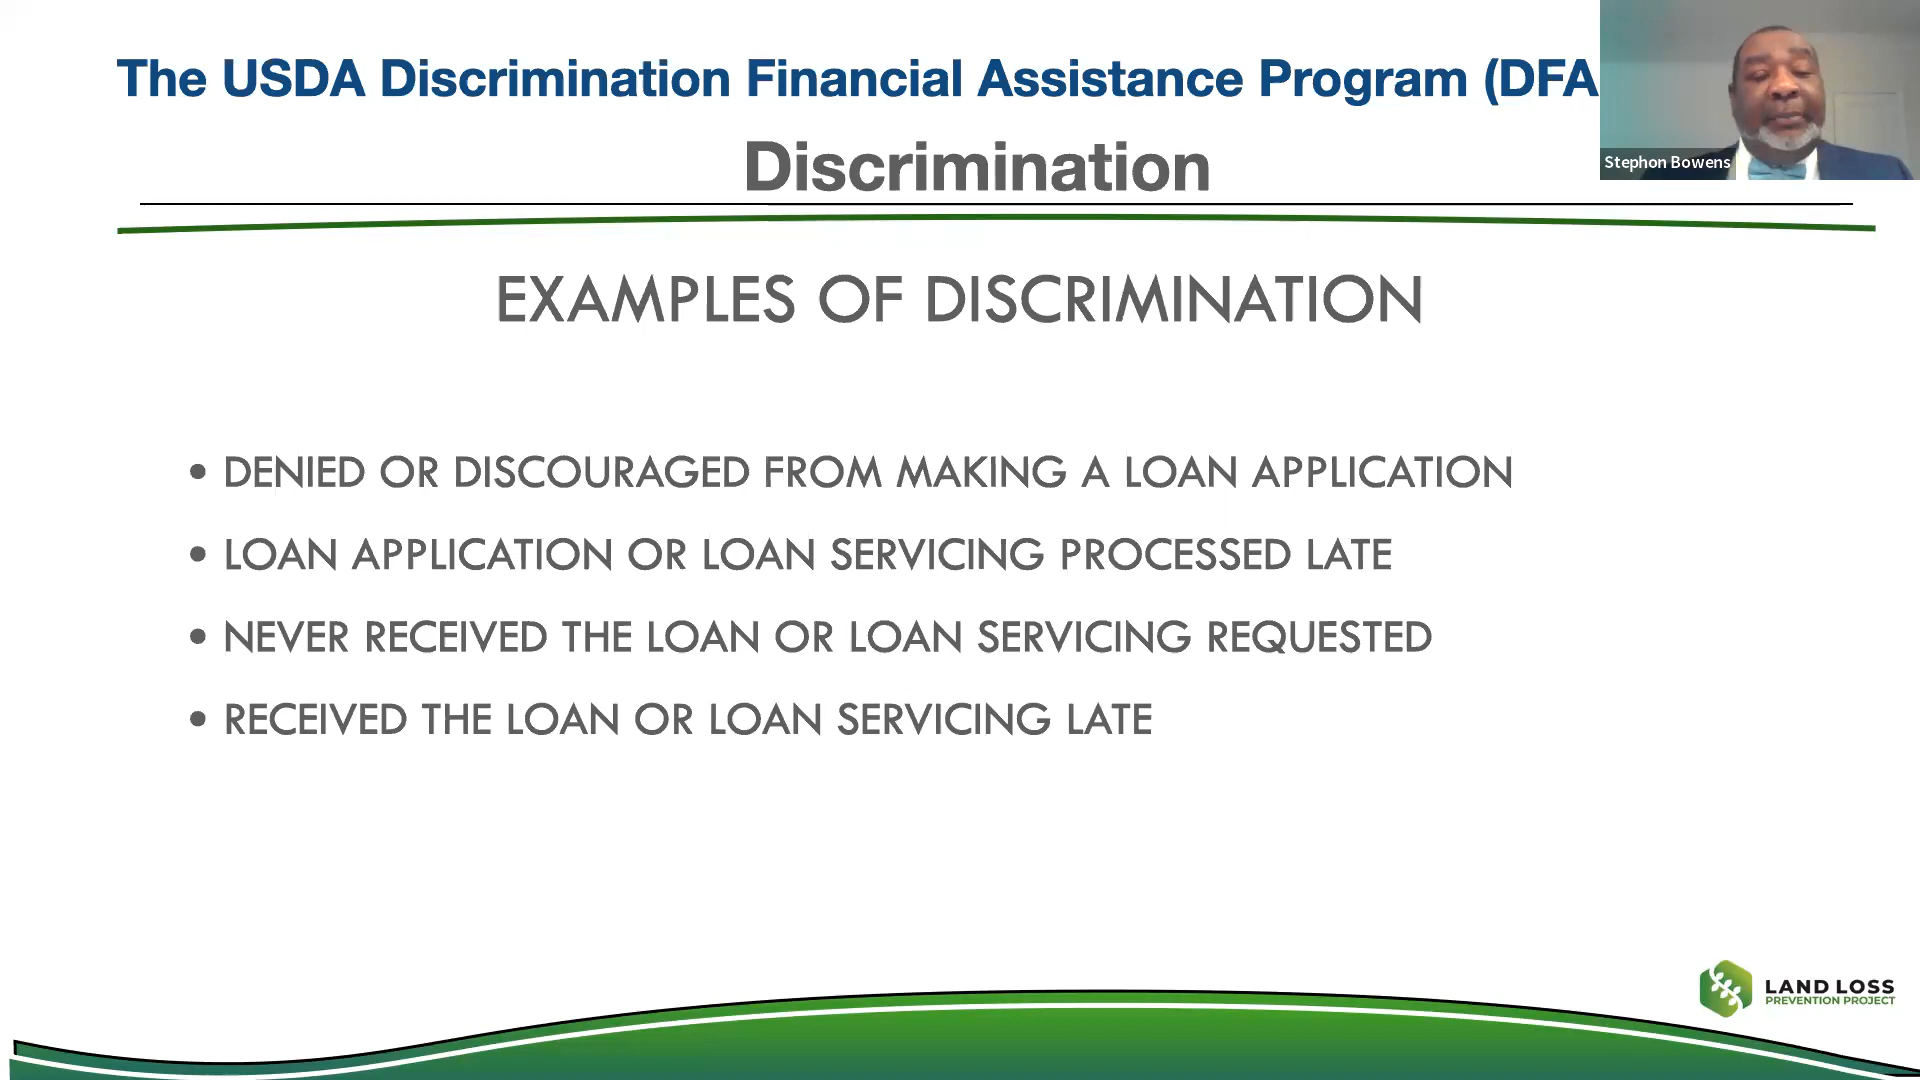 The USDA Discrimination Financial Assistance Program (DFA
Stephon Bowens
Discrimination
EXAMPLES OF DISCRIMINATION
• DENIED OR DISCOURAGED FROM MAKING A LOAN APPLICATION
• LOAN APPLICATION OR LOAN SERVICING PROCESSED LATE
• NEVER RECEIVED THE LOAN OR LOAN SERVICING REQUESTED
• RECEIVED THE LOAN OR LOAN SERVICING LATE
LAND LOSS
PREVENTION PROJECT